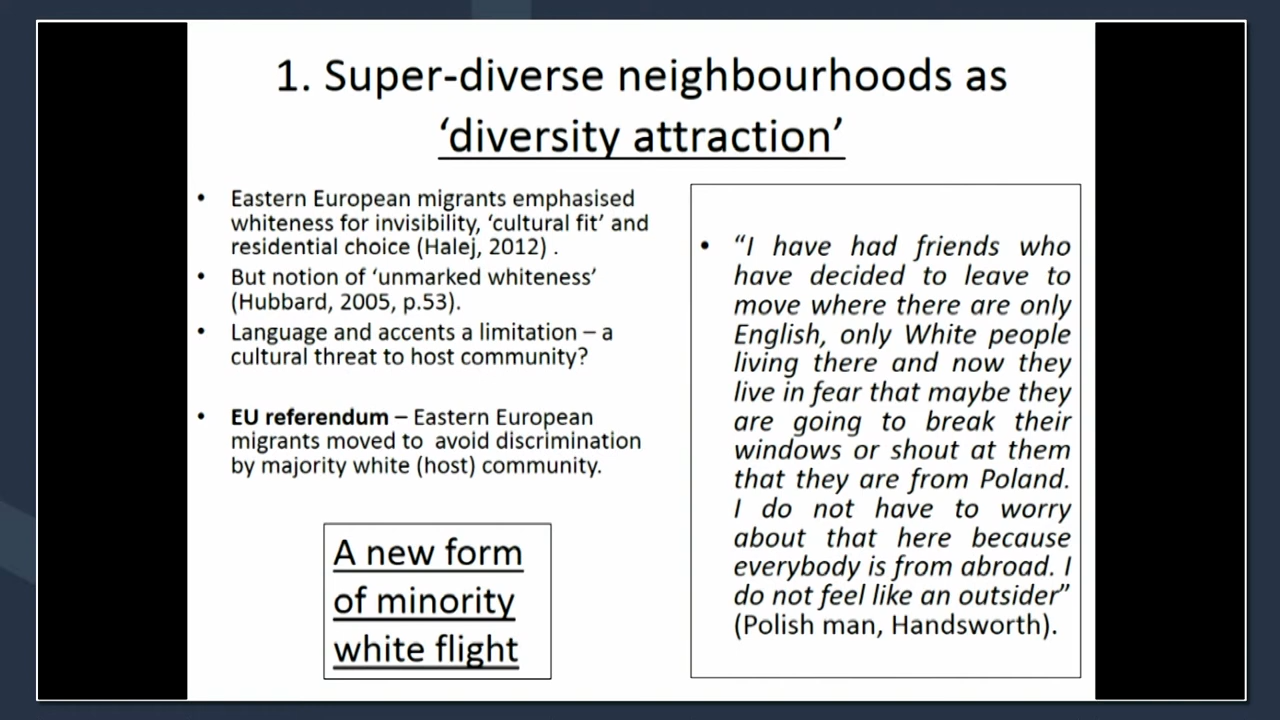 1. Super-diverse neighbourhoods as
‘diversity attraction’
• Eastern European migrants emphasised
whiteness for invisibility, ‘cultural fit’ and
residential choice (Halej, 2012) .
• But notion of ‘unmarked whiteness’
(Hubbard, 2005, p.53).
• Language and accents a limitation – a
cultural threat to host community?
• EU referendum – Eastern European
migrants moved to avoid discrimination
by majority white (host) community.
A new form
of minority
white flight
• “I have had friends who
have decided to leave to
move where there are only
English, only White people
living there and now they
live in fear that maybe they
are going to break their
windows or shout at them
that they are from Poland.
I do not have to worry
about that here because
everybody is from abroad. I
do not feel like an outsider”
(Polish man, Handsworth).